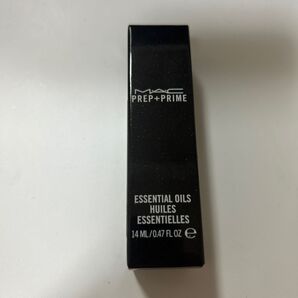 MAC
PREP+PRIME
ESSENTIAL OILS
HUILES
ESSENTIELLES
14 ML/0.47 FL OZ ℮